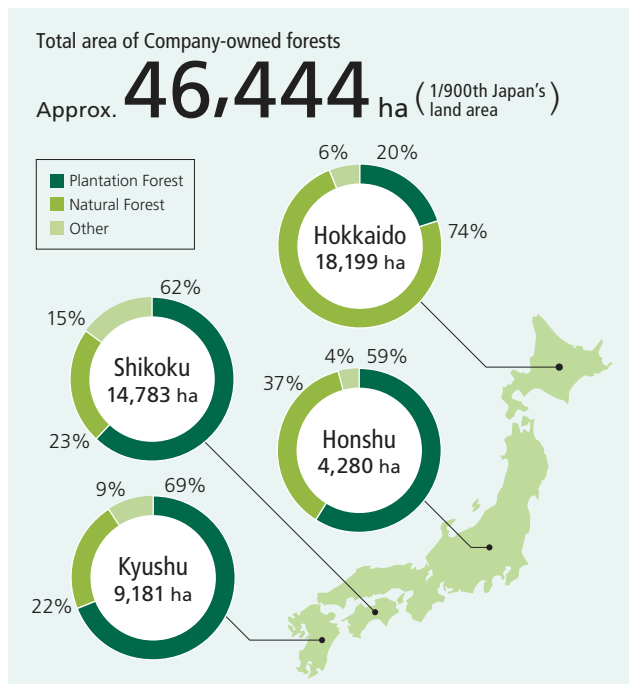 Total area of Company-owned forests
Approx. 46,444 ha (1/900th Japan's
land area)
Plantation Forest
Natural Forest
Other
6% 20%
74%
Hokkaido
18,199 ha
62%
15%
23%
Shikoku
14,783 ha
4% 59%
37%
Honshu
4,280 ha
9% 69%
22%
Kyushu
9,181 ha